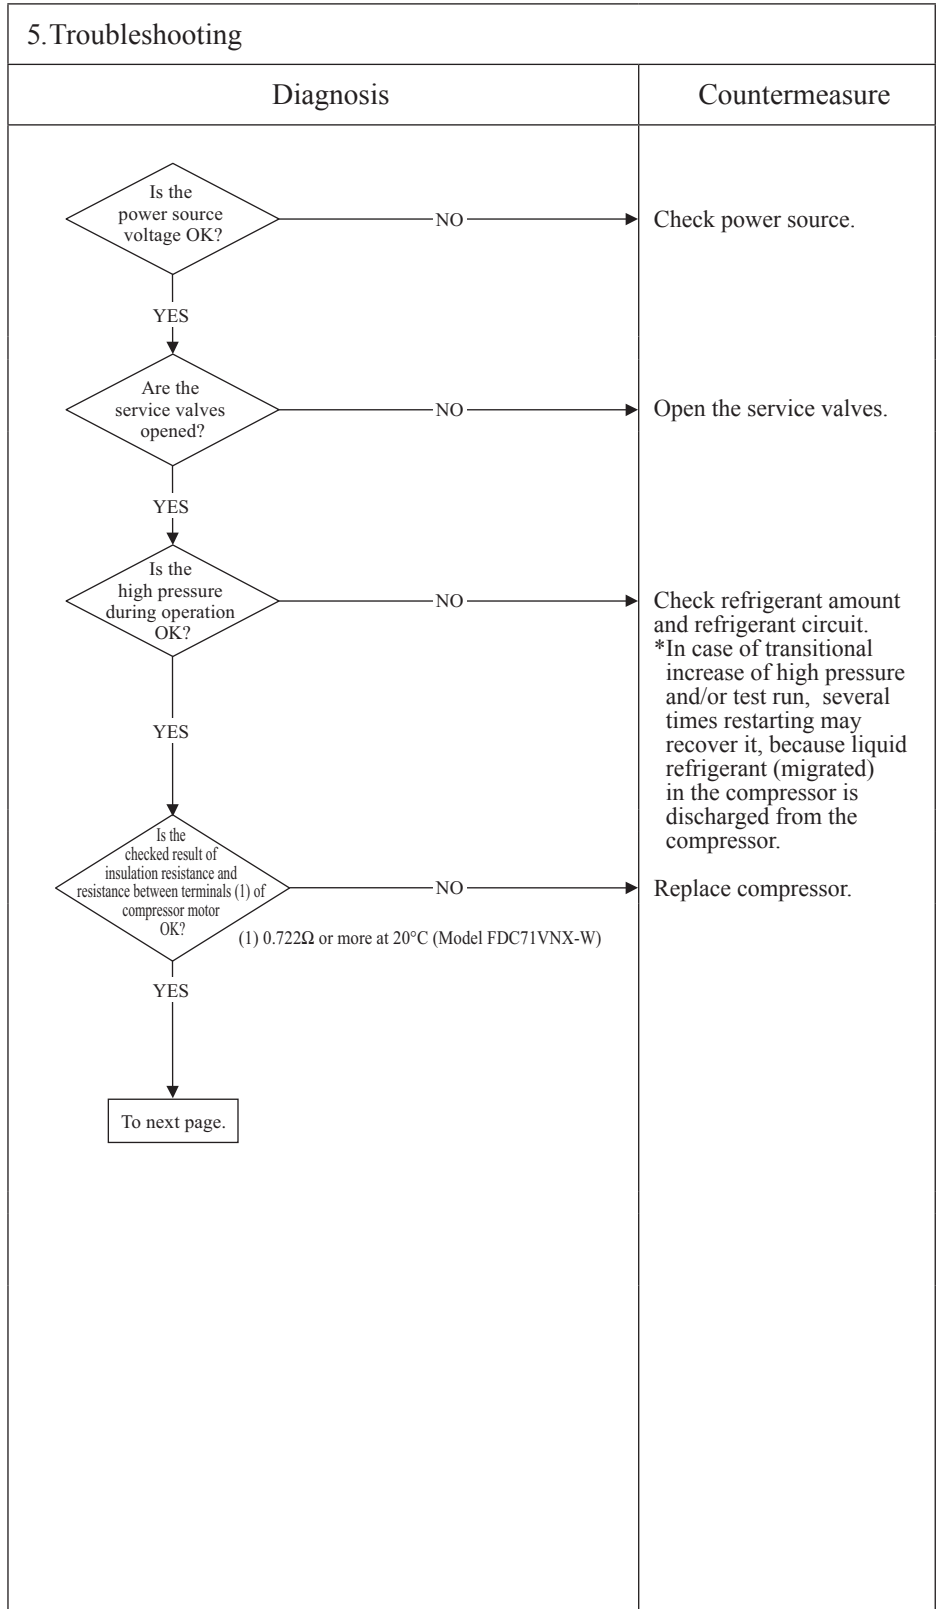 5.Troubleshooting
Diagnosis
Countermeasure
Is the
power source
voltage OK?
NO
Check power source.
YES
Are the
service valves
opened?
NO
Open the service valves.
YES
Is the
high pressure
during operation
OK?
NO
Check refrigerant amount
and refrigerant circuit.
*In case of transitional
increase of high pressure
and/or test run, several
times restarting may
recover it, because liquid
refrigerant (migrated)
in the compressor is
discharged from the
compressor.
YES
Is the
checked result of
insulation resistance and
resistance between terminals (1) of
compressor motor
OK?
NO
Replace compressor.
(1) 0.722Ω or more at 20°C (Model FDC71VNX-W)
YES
To next page.